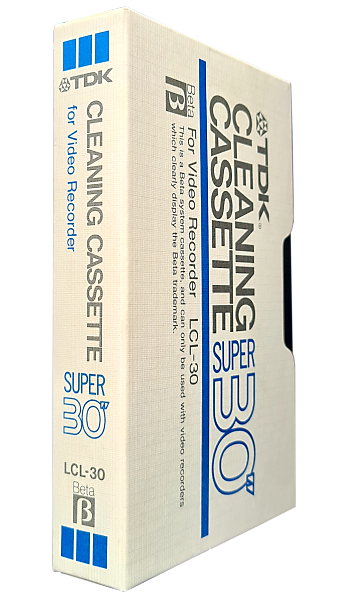 TDK
CLEANING CASSETTE
for Video Recorder
SUPER
30"
LCL-30
Beta
β
TDK®
CLEANING
CASSETTE
SUPER
30"
Beta
β
For Video Recorder LCL-30
This is a Beta system cassette, and can only be used with video recorders
which clearly display the Beta trademark.